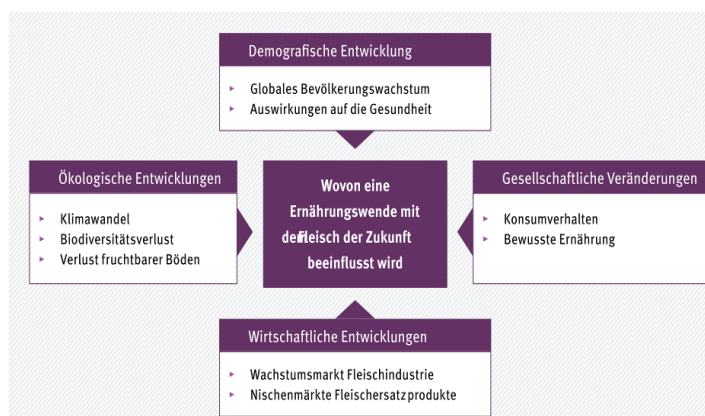 Demografische Entwicklung
Globales Bevölkerungswachstum
Auswirkungen auf die Gesundheit
Ökologische Entwicklungen
Klimawandel
Biodiversitätsverlust
Verlust fruchtbarer Böden
Wovon eine
Ernährungswende mit
dem Fleisch der Zukunft
beeinflusst wird
Gesellschaftliche Veränderungen
Konsumverhalten
Bewusste Ernährung
Wirtschaftliche Entwicklungen
Wachstumsmarkt Fleischindustrie
Nischenmärkte Fleischersatzprodukte